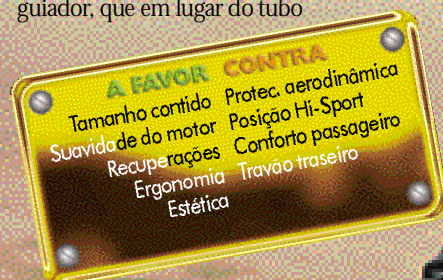 guiador, que em lugar do tubo
A FAVOR CONTRA
Tamanho contido Protec. aerodinâmica
Suavidade do motor Posição Hi-Sport
Recuperações Conforto passageiro
Ergonomia Travão traseiro
Estética